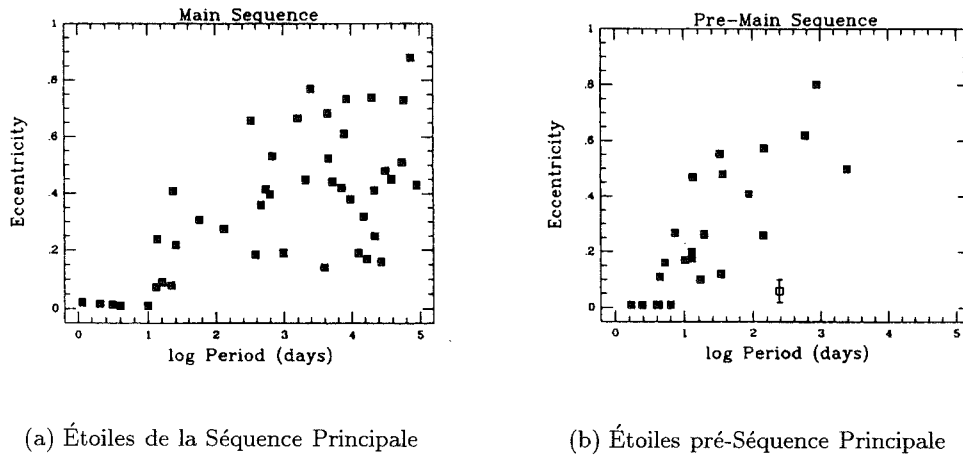 Main Sequence
1
.8
.6
.4
.2
0
Eccentricity
0 1 2 3 4 5
log Period (days)
(a) Étoiles de la Séquence Principale
Pre-Main Sequence
1
.8
.6
.4
.2
0
Eccentricity
0 1 2 3 4 5
log Period (days)
(b) Étoiles pré-Séquence Principale